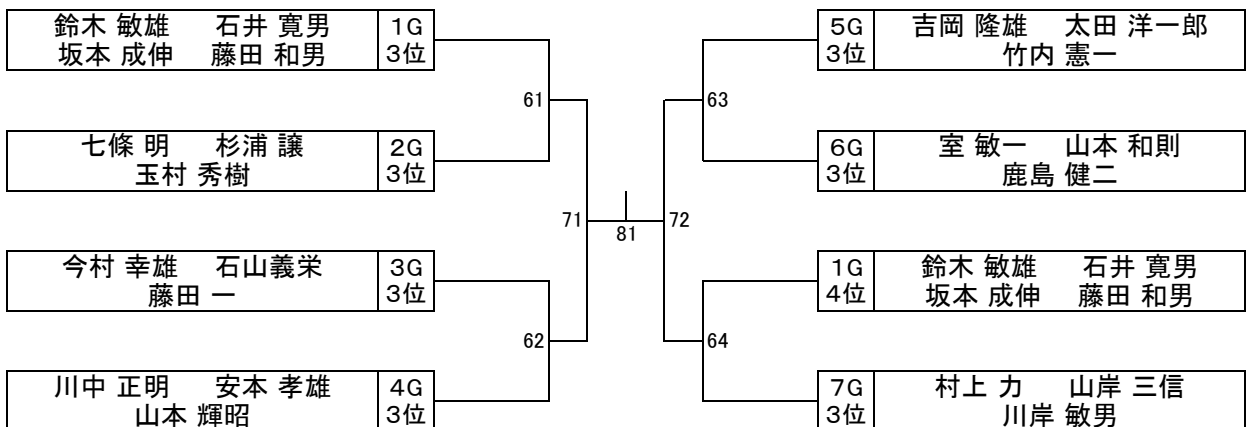 鈴木 敏雄 石井 寛男 1G
坂本 成伸 藤田 和男 3位
61
七條 明 杉浦 譲 2G
玉村 秀樹 3位
71
今村 幸雄 石山義栄 3G
藤田 一 3位
62
川中 正明 安本 孝雄 4G
山本 輝昭 3位
81
5G 吉岡 隆雄 太田 洋一郎
3位 竹内 憲一
63
6G 室 敏一 山本 和則
3位 鹿島 健二
72
1G 鈴木 敏雄 石井 寛男
4位 坂本 成伸 藤田 和男
64
7G 村上 力 山岸 三信
3位 川岸 敏男